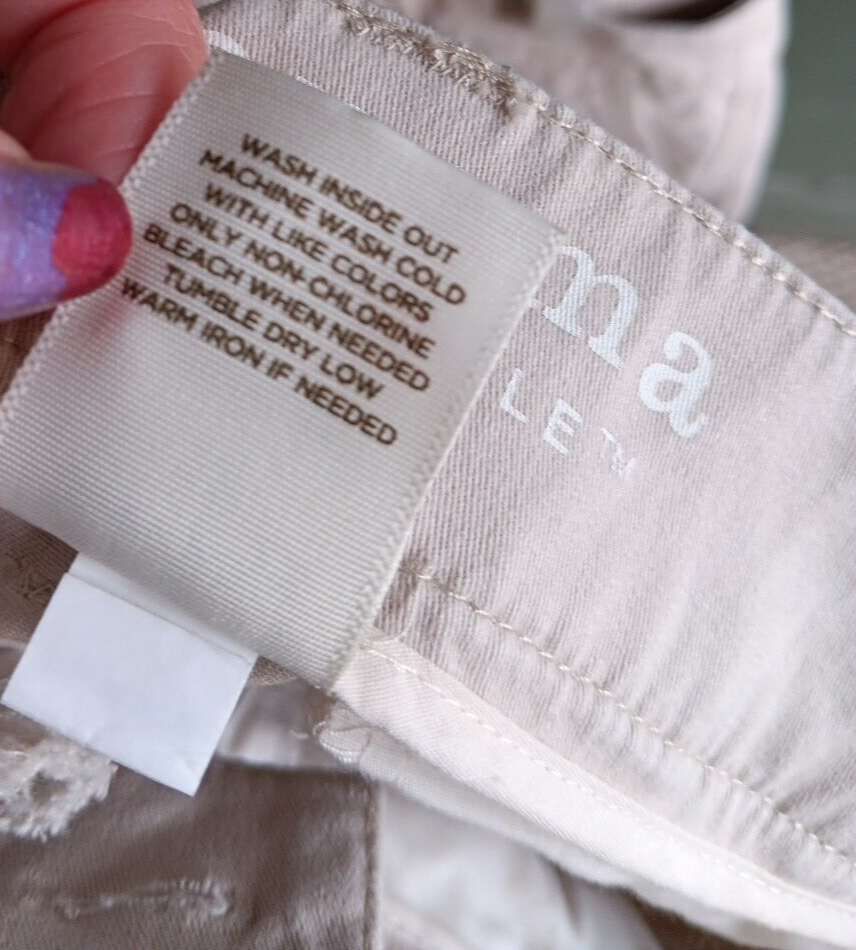 WASH INSIDE OUT
MACHINE WASH COLD
WITH LIKE COLORS
ONLY NON-CHLORINE
BLEACH WHEN NEEDED
TUMBLE DRY LOW
WARM IRON IF NEEDED
ma
LE™